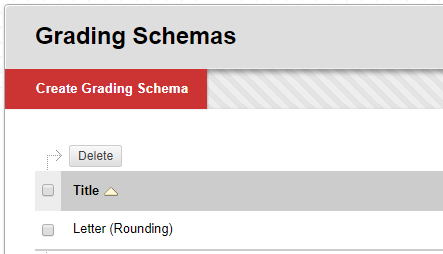 Grading Schemas
Create Grading Schema
Delete
Title
Letter (Rounding)